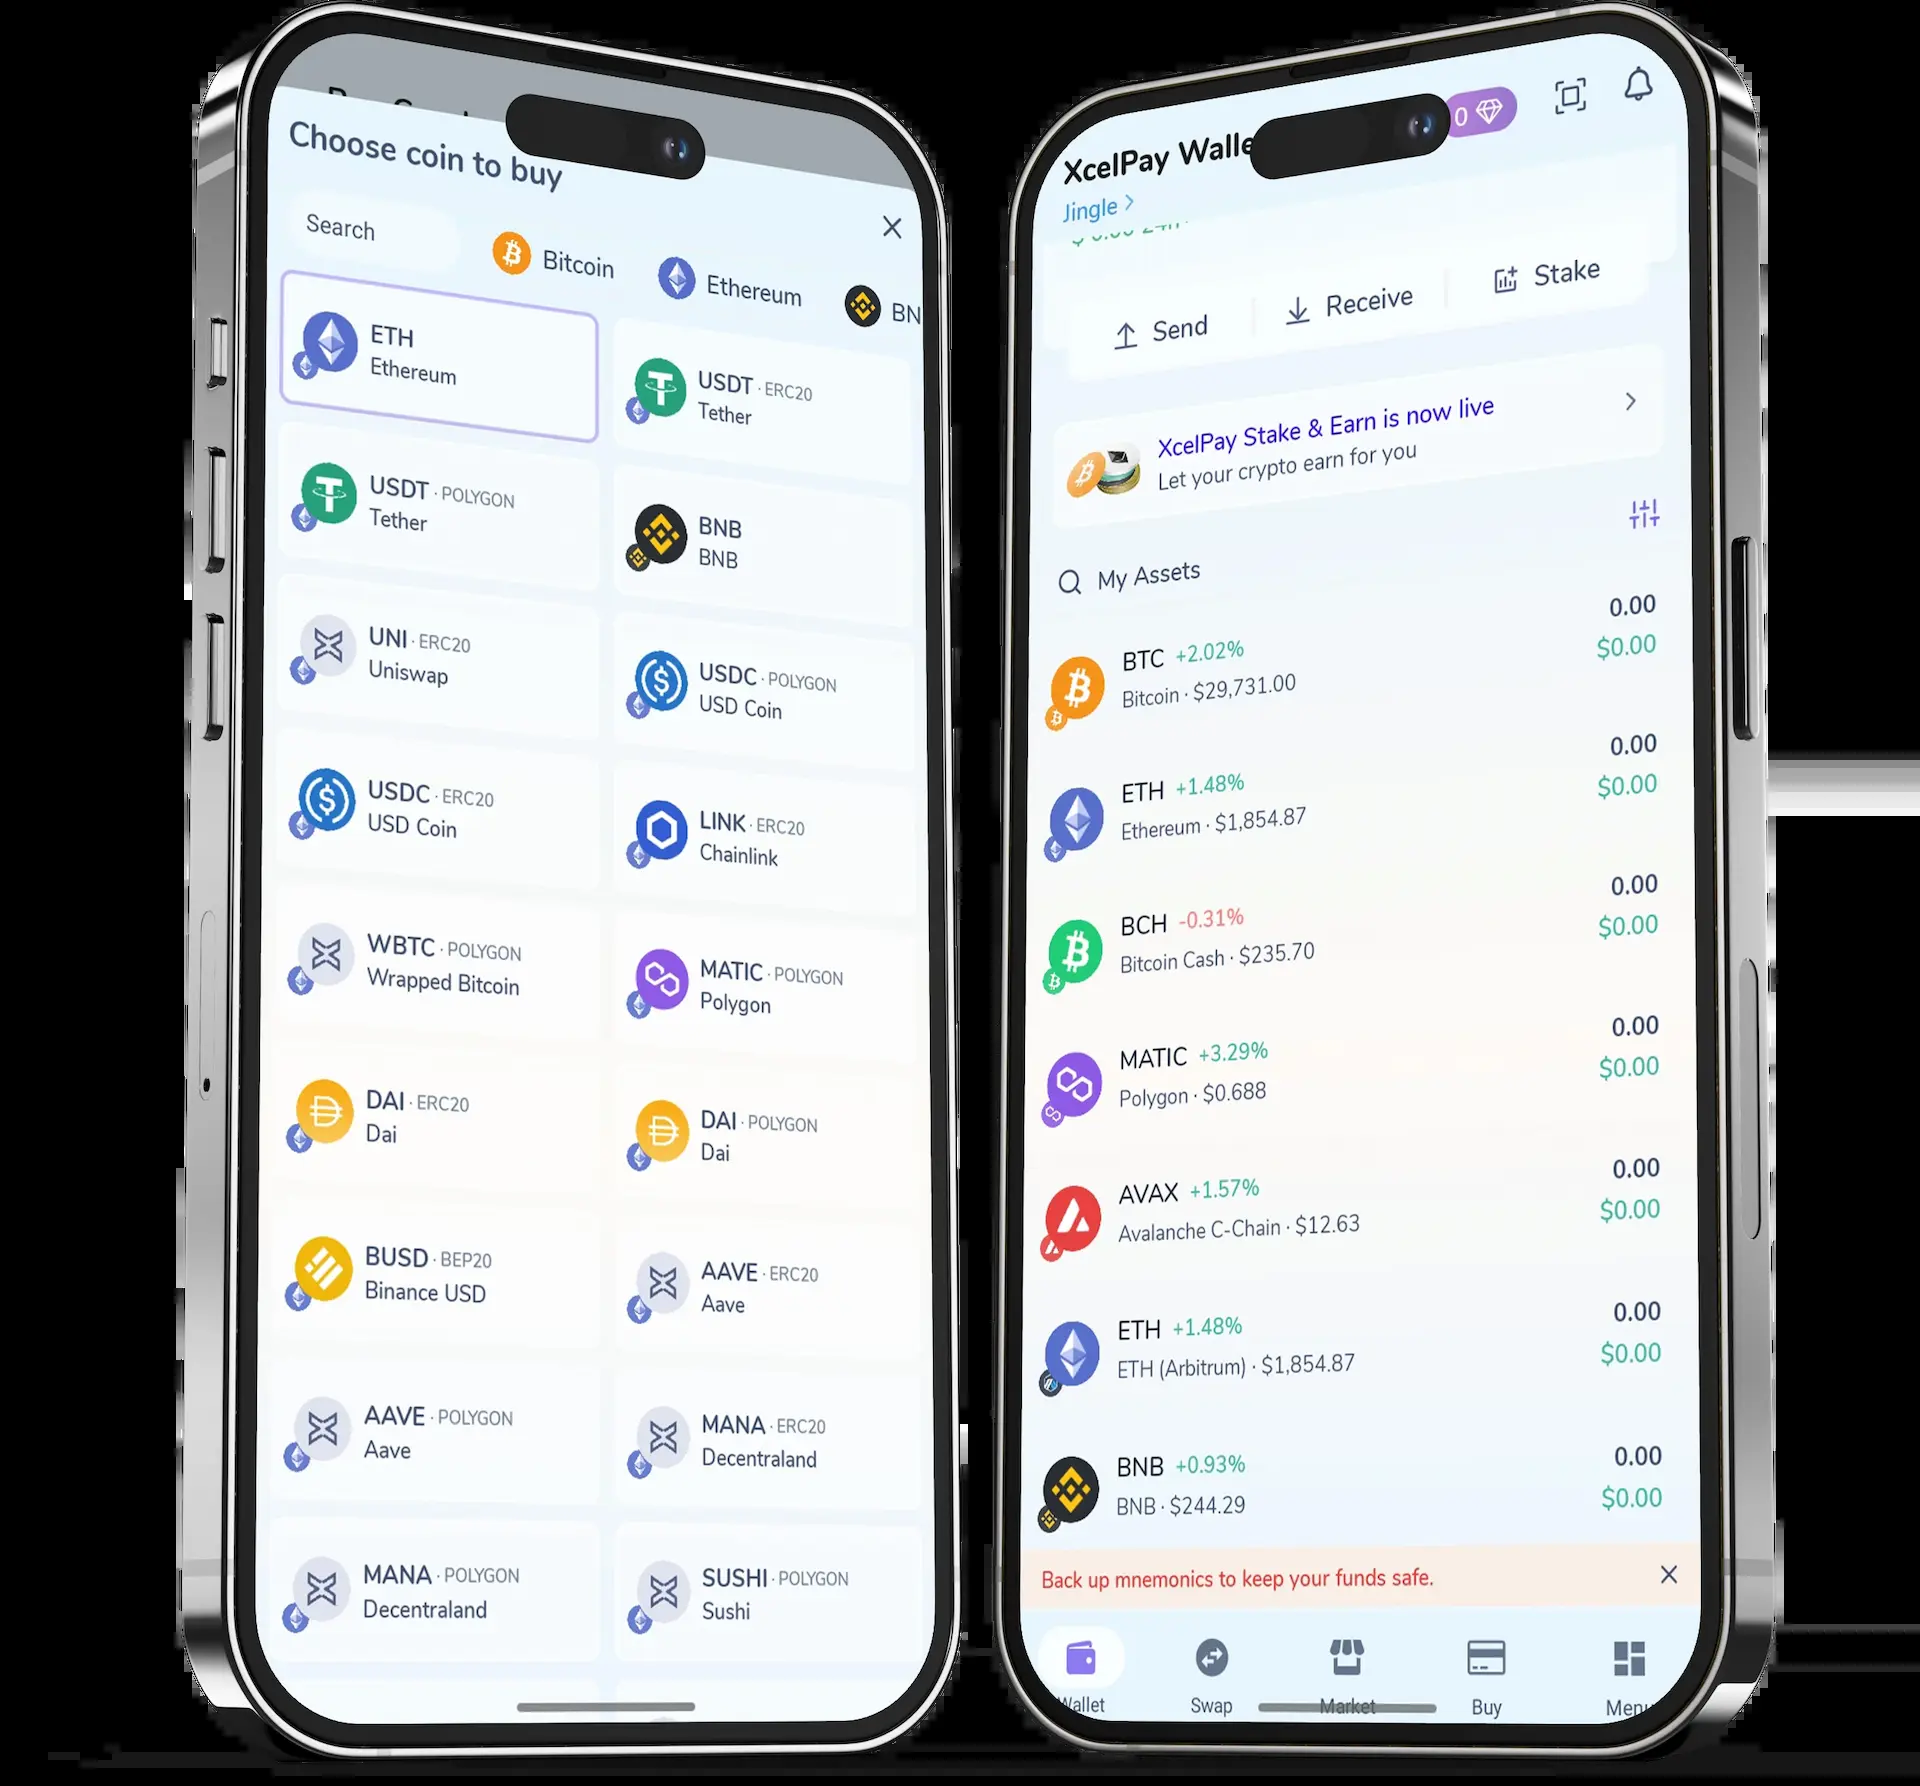 Choose coin to buy
Search
Bitcoin
Ethereum
BN
ETH
Ethereum
USDT · ERC20
Tether
USDT · POLYGON
Tether
BNB
BNB
UNI · ERC20
Uniswap
USDC · POLYGON
USD Coin
USDC · ERC20
USD Coin
LINK · ERC20
Chainlink
WBTC · POLYGON
Wrapped Bitcoin
MATIC · POLYGON
Polygon
DAI · ERC20
Dai
DAI · POLYGON
Dai
BUSD · BEP20
Binance USD
AAVE · ERC20
Aave
AAVE · POLYGON
Aave
MANA · ERC20
Decentraland
MANA · POLYGON
Decentraland
SUSHI · POLYGON
Sushi
XcelPay Walle
0
Jingle >
Send
Receive
Stake
XcelPay Stake & Earn is now live
Let your crypto earn for you
My Assets
BTC +2.02%
Bitcoin · $29,731.00
0.00
$0.00
ETH +1.48%
Ethereum · $1,854.87
0.00
$0.00
BCH -0.31%
Bitcoin Cash · $235.70
0.00
$0.00
MATIC +3.29%
Polygon · $0.688
0.00
$0.00
AVAX +1.57%
Avalanche C-Chain · $12.63
0.00
$0.00
ETH +1.48%
ETH (Arbitrum) · $1,854.87
0.00
$0.00
BNB +0.93%
BNB · $244.29
0.00
$0.00
Back up mnemonics to keep your funds safe.
Wallet
Swap
Market
Buy
Menu